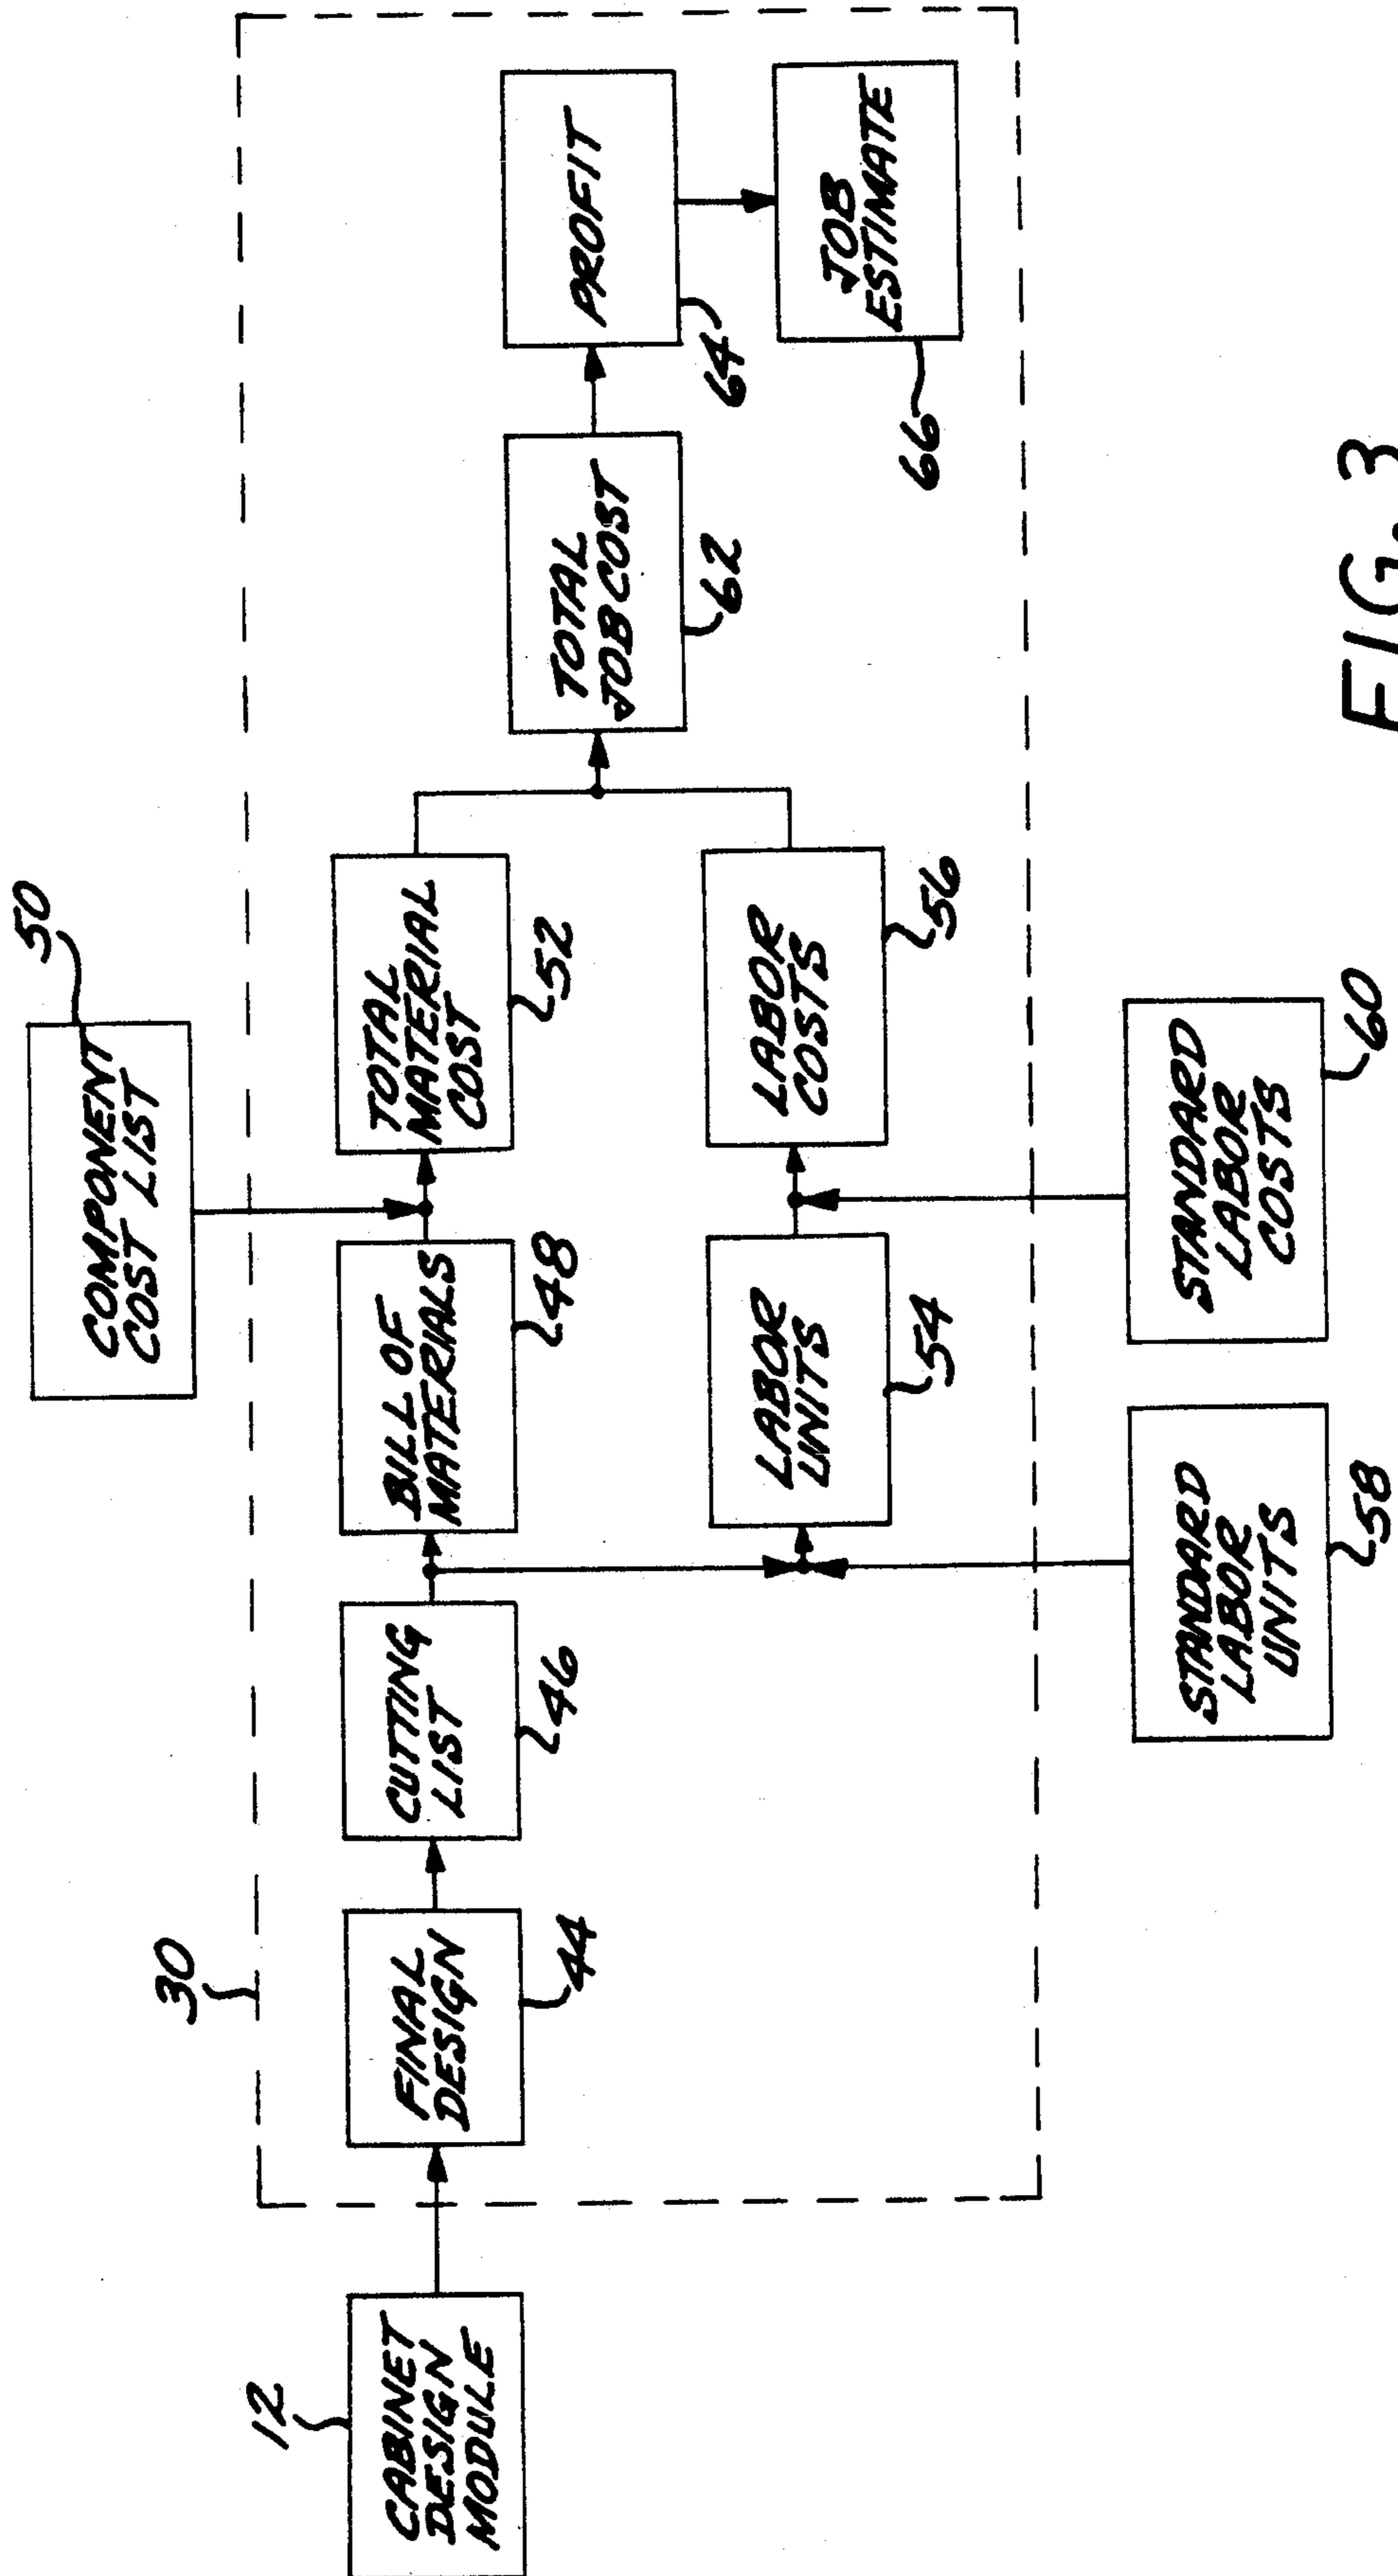 50
COMPONENT
COST LIST
30
12
CABINET
DESIGN
MODULE
FINAL
DESIGN
44
CUTTING
LIST
46
BILL OF
MATERIALS
48
TOTAL
MATERIAL
COST
52
LABOR
UNITS
54
LABOR
COSTS
56
TOTAL
JOB COST
62
PROFIT
64
JOB
ESTIMATE
66
STANDARD
LABOR
UNITS
58
STANDARD
LABOR
COSTS
60
FIG. 3